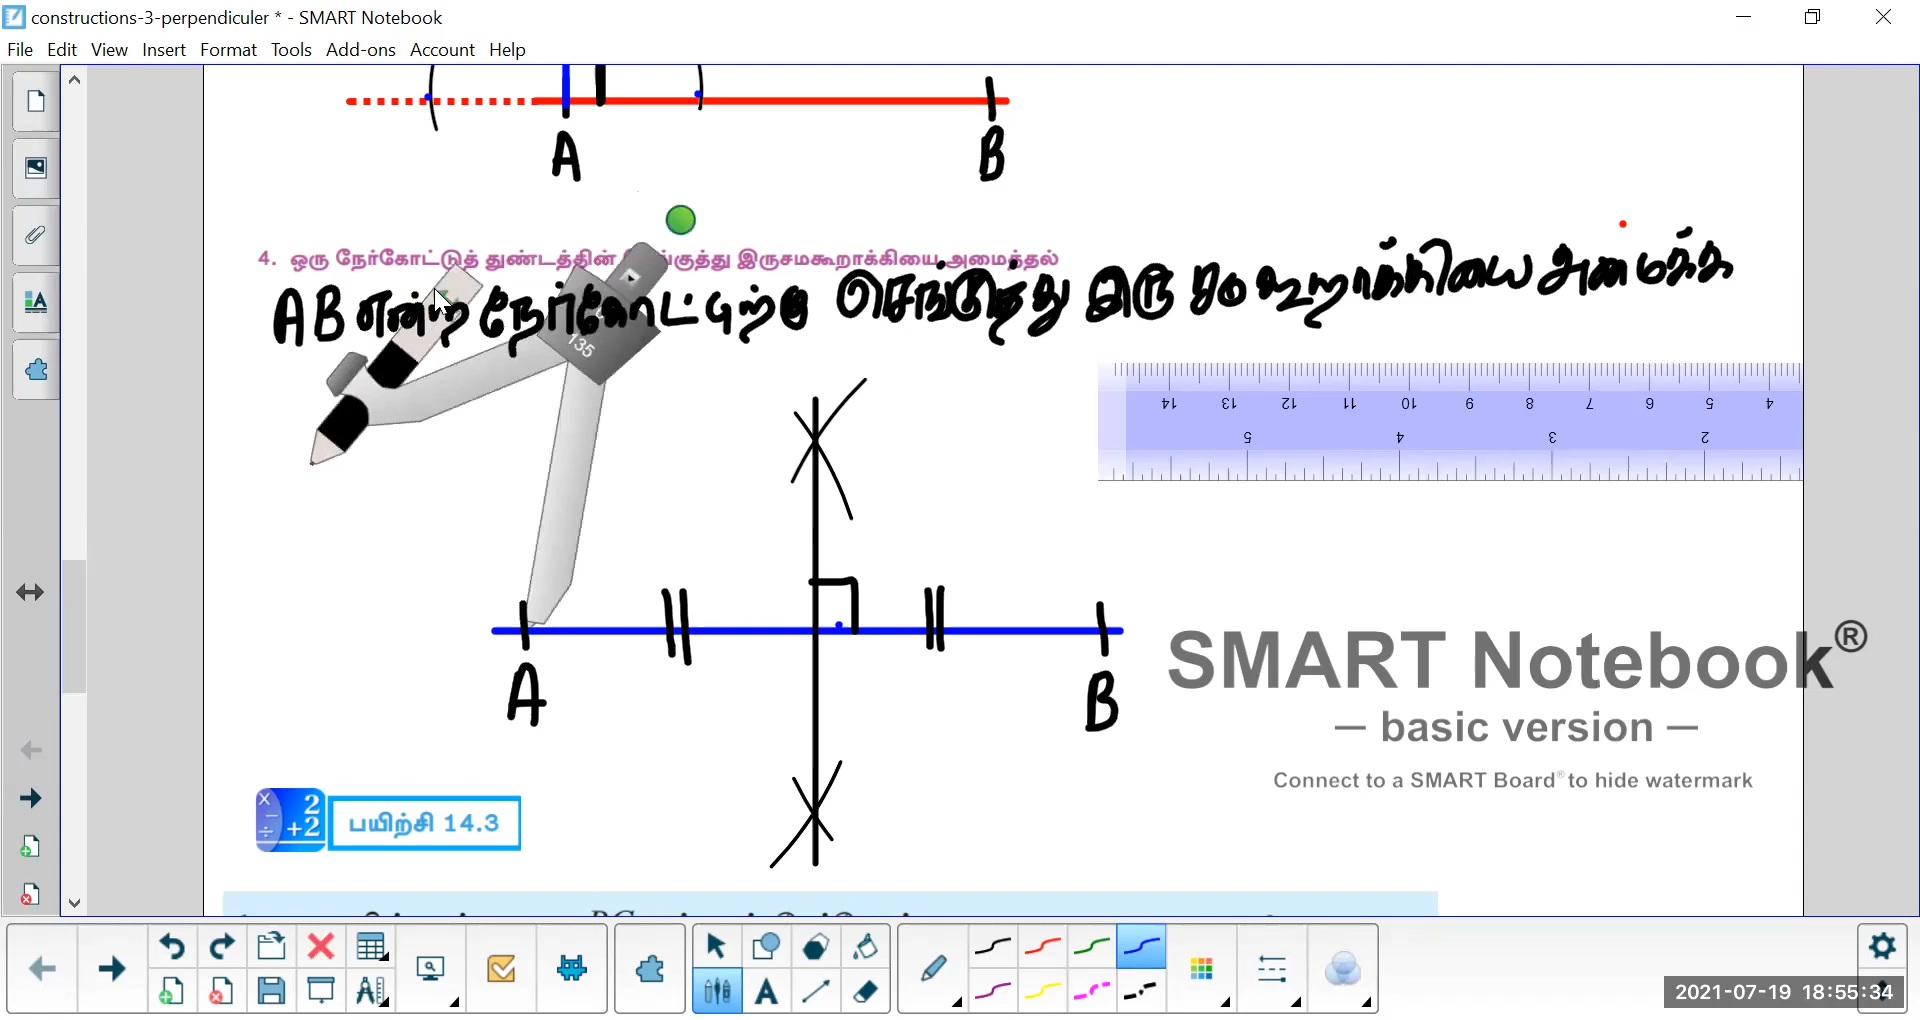 constructions-3-perpendiculer * - SMART Notebook
File Edit View Insert Format Tools Add-ons Account Help
A B
4. ஒரு நேர்கோட்டுத் துண்டத்தின் இருசமகூறாக்கியை அமைத்தல்
AB என்ற நேர்கோட்டிற்கு செங்குத்து இரு சம கூறாக்கியை அமைக்க
135
14 13 12 11 10 9 8 7 6 5 4
5 4 3 2
A B
SMART Notebook®
— basic version —
Connect to a SMART Board® to hide watermark
× 2
− ÷ +2
பயிற்சி 14.3
BC
A
2021-07-19 18:55:34